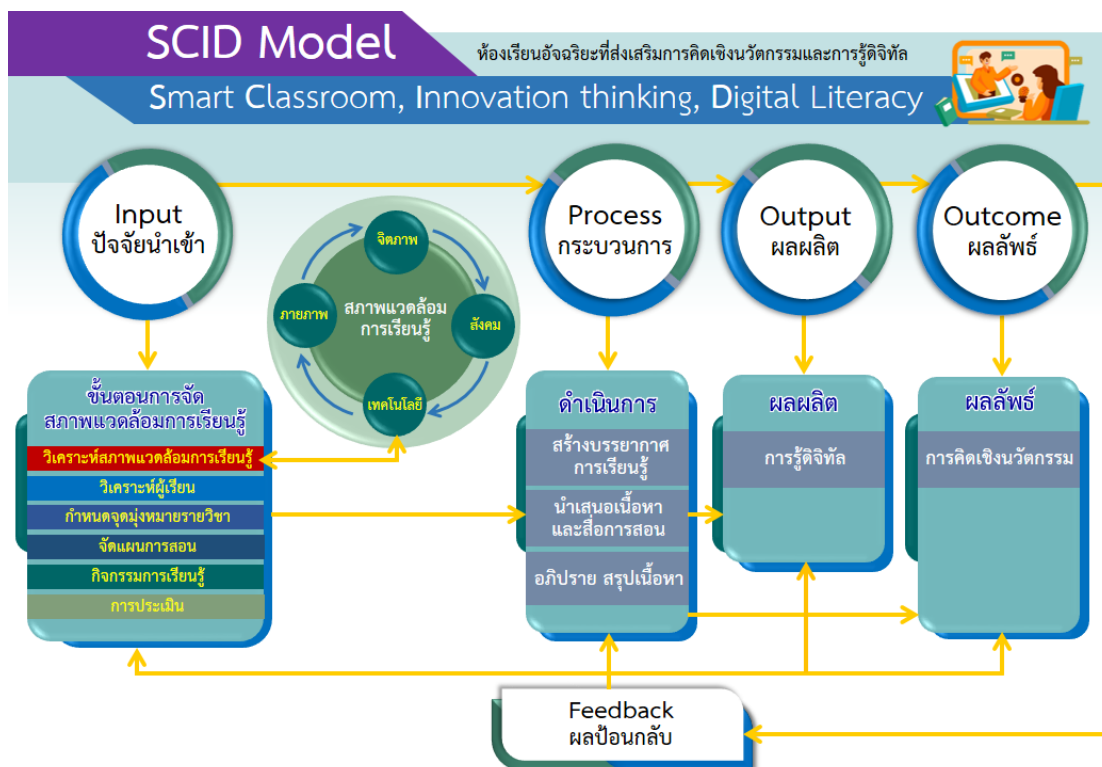 SCID Model
ห้องเรียนอัจฉริยะที่ส่งเสริมการคิดเชิงนวัตกรรมและการรู้ดิจิทัล
Smart Classroom, Innovation thinking, Digital Literacy
Input
ปัจจัยนำเข้า
Process
กระบวนการ
Output
ผลผลิต
Outcome
ผลลัพธ์
จิตภาพ
ภายภาพ
สภาพแวดล้อม
การเรียนรู้
สังคม
เทคโนโลยี
ขั้นตอนการจัด
สภาพแวดล้อมการเรียนรู้
วิเคราะห์สภาพแวดล้อมการเรียนรู้
วิเคราะห์ผู้เรียน
กำหนดจุดมุ่งหมายรายวิชา
จัดแผนการสอน
กิจกรรมการเรียนรู้
การประเมิน
ดำเนินการ
สร้างบรรยากาศ
การเรียนรู้
นำเสนอเนื้อหา
และสื่อการสอน
อภิปราย สรุปเนื้อหา
ผลผลิต
การรู้ดิจิทัล
ผลลัพธ์
การคิดเชิงนวัตกรรม
Feedback
ผลป้อนกลับ